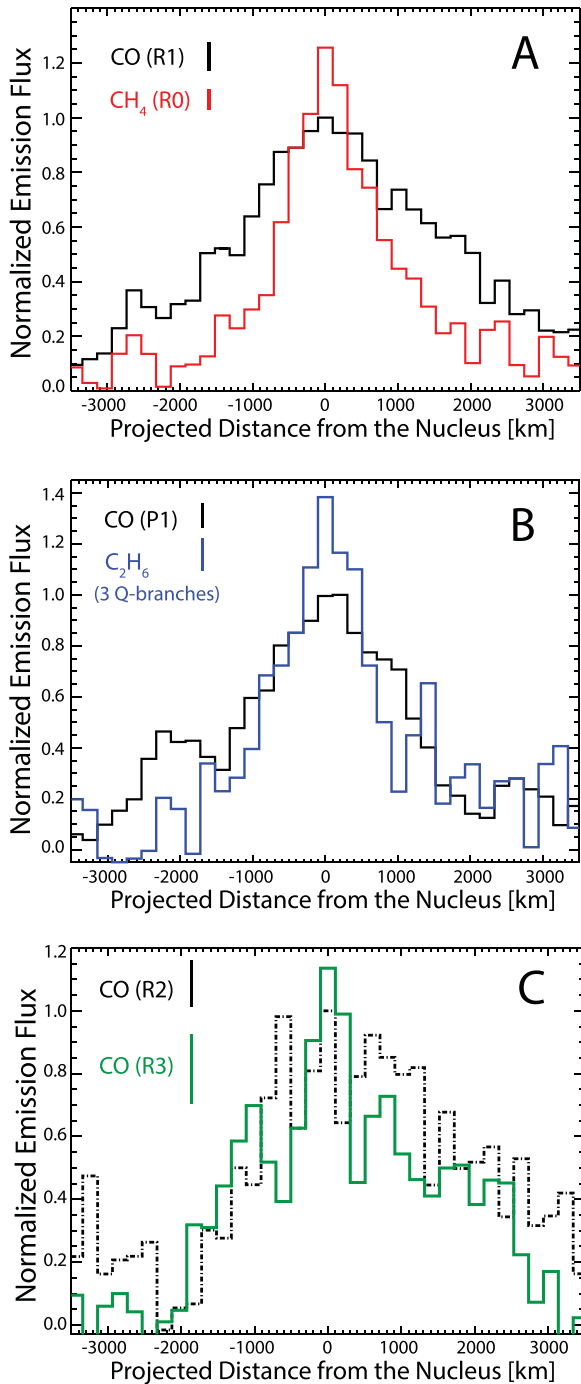 A
CO (R1)
CH₄ (R0)
Normalized Emission Flux
1.2
1.0
0.8
0.6
0.4
0.2
0.0
-3000 -2000 -1000 0 1000 2000 3000
Projected Distance from the Nucleus [km]
B
CO (P1)
C₂H₆
(3 Q-branches)
Normalized Emission Flux
1.4
1.2
1.0
0.8
0.6
0.4
0.2
0.0
-3000 -2000 -1000 0 1000 2000 3000
Projected Distance from the Nucleus [km]
C
CO (R2)
CO (R3)
Normalized Emission Flux
1.2
1.0
0.8
0.6
0.4
0.2
0.0
-3000 -2000 -1000 0 1000 2000 3000
Projected Distance from the Nucleus [km]